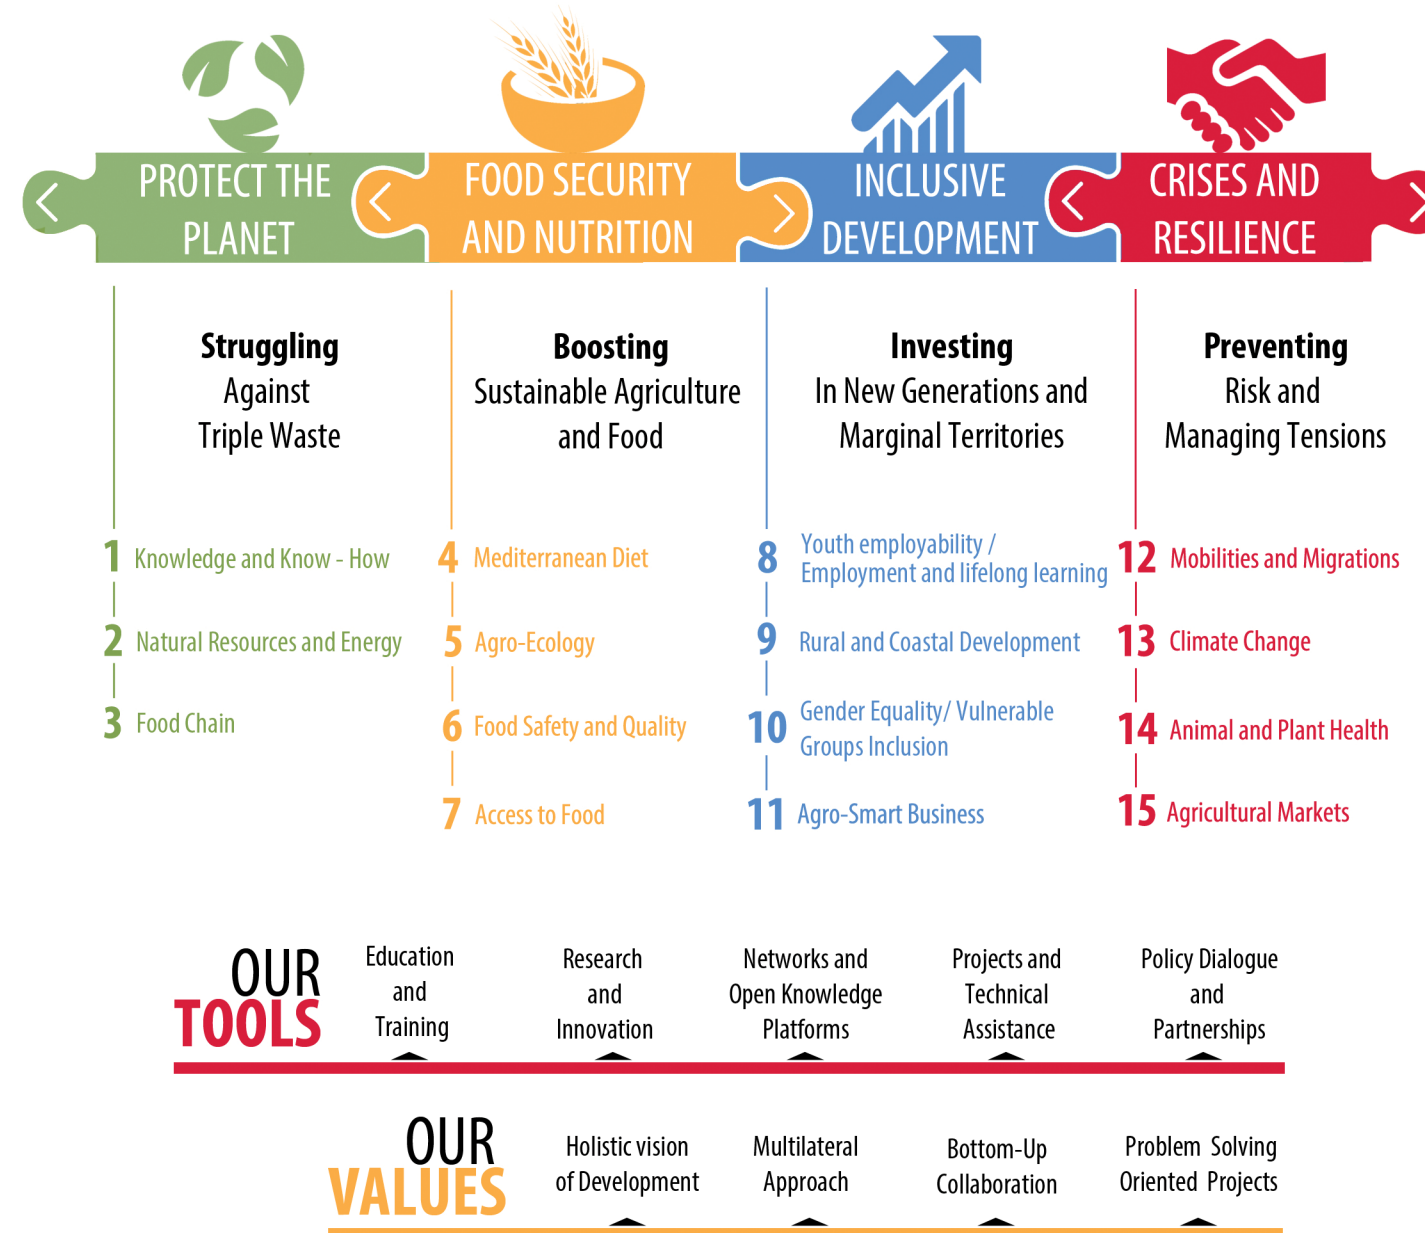 PROTECT THE
PLANET
FOOD SECURITY
AND NUTRITION
INCLUSIVE
DEVELOPMENT
CRISES AND
RESILIENCE
Struggling
Against
Triple Waste
Boosting
Sustainable Agriculture
and Food
Investing
In New Generations and
Marginal Territories
Preventing
Risk and
Managing Tensions
1 Knowledge and Know - How
2 Natural Resources and Energy
3 Food Chain
4 Mediterranean Diet
5 Agro-Ecology
6 Food Safety and Quality
7 Access to Food
8 Youth employability /
Employment and lifelong learning
9 Rural and Coastal Development
10 Gender Equality/ Vulnerable
Groups Inclusion
11 Agro-Smart Business
12 Mobilities and Migrations
13 Climate Change
14 Animal and Plant Health
15 Agricultural Markets
OUR
TOOLS
Education
and
Training
Research
and
Innovation
Networks and
Open Knowledge
Platforms
Projects and
Technical
Assistance
Policy Dialogue
and
Partnerships
OUR
VALUES
Holistic vision
of Development
Multilateral
Approach
Bottom-Up
Collaboration
Problem Solving
Oriented Projects